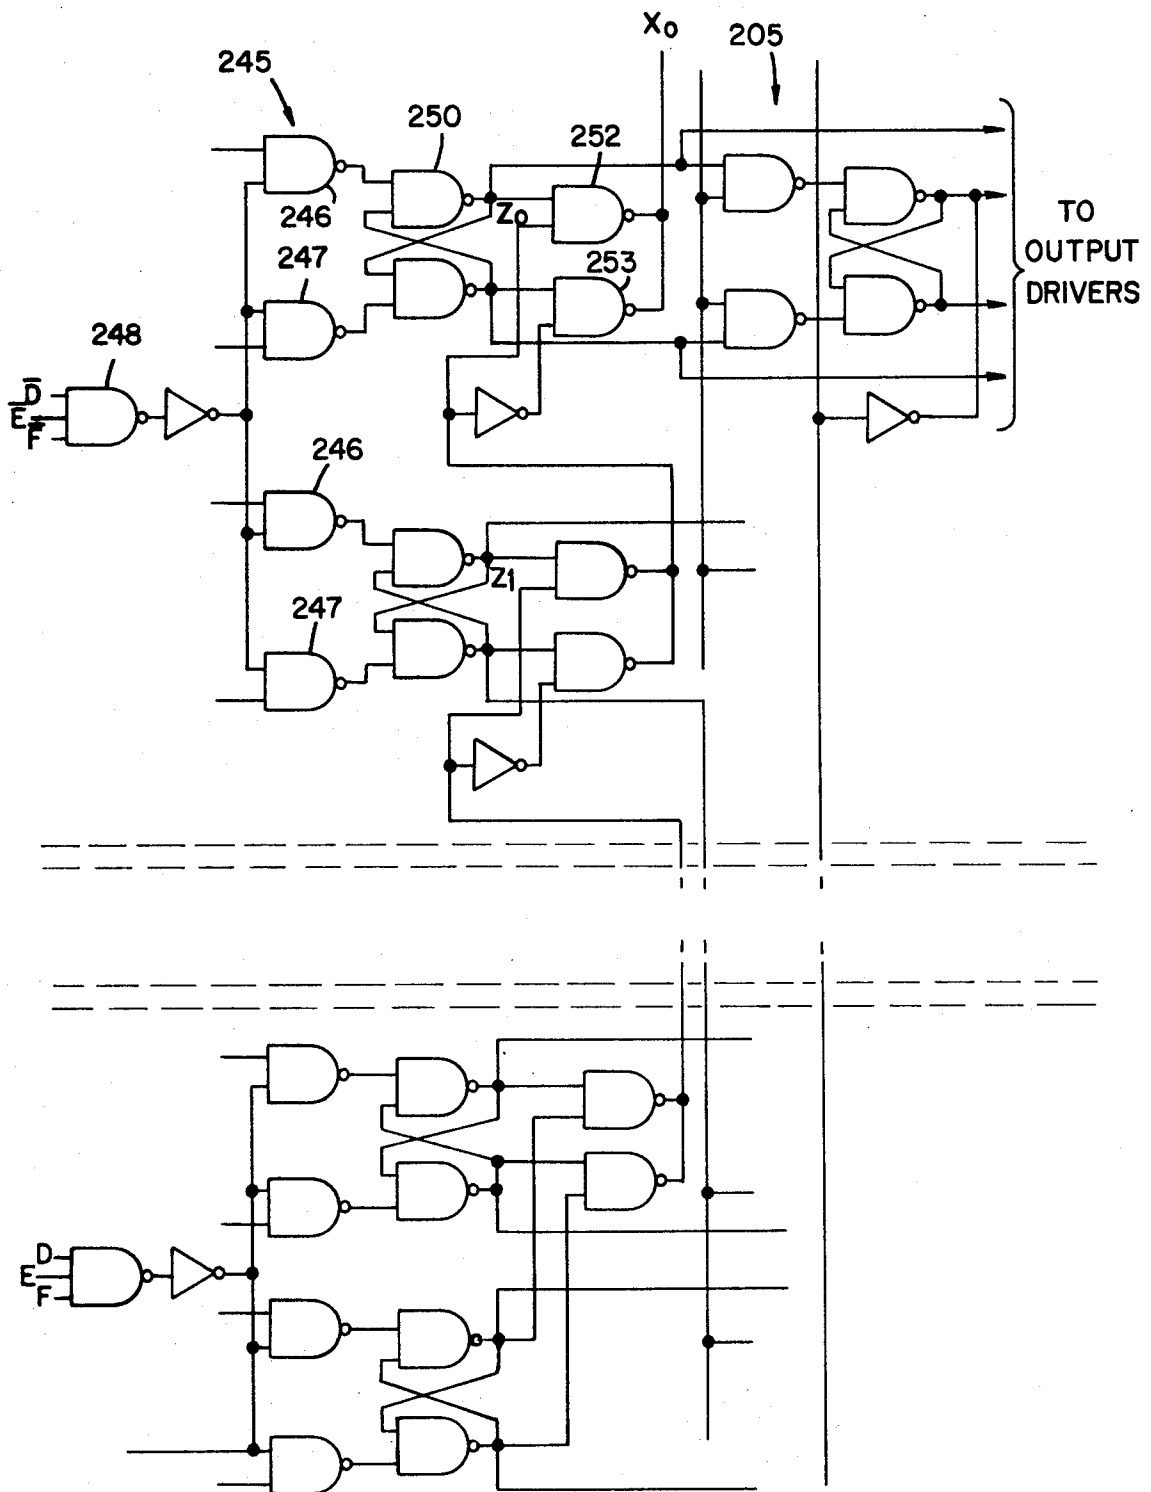 X₀
205
245
250
252
246
Z₀
TO
OUTPUT
DRIVERS
247
253
248
D̅
E̅
F̅
246
Z₁
247
D
E
F